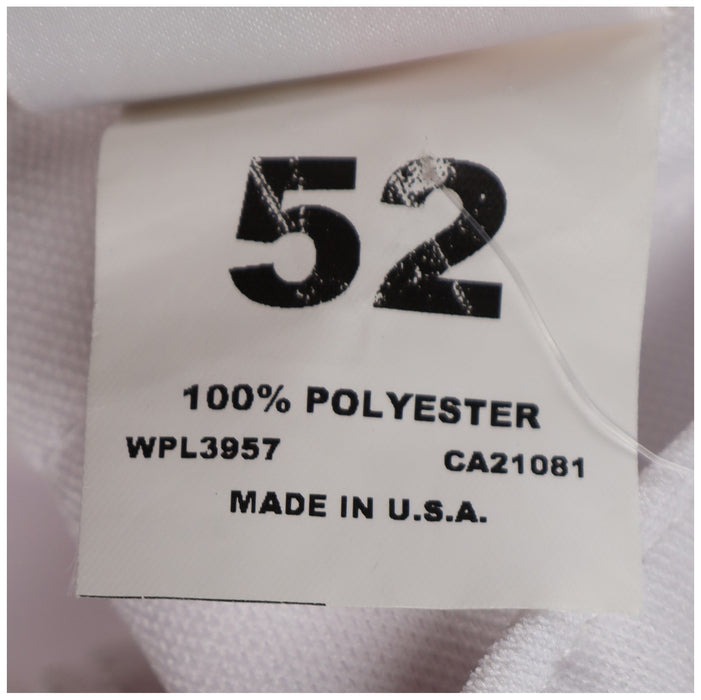 52
100% POLYESTER
WPL3957 CA21081
MADE IN U.S.A.